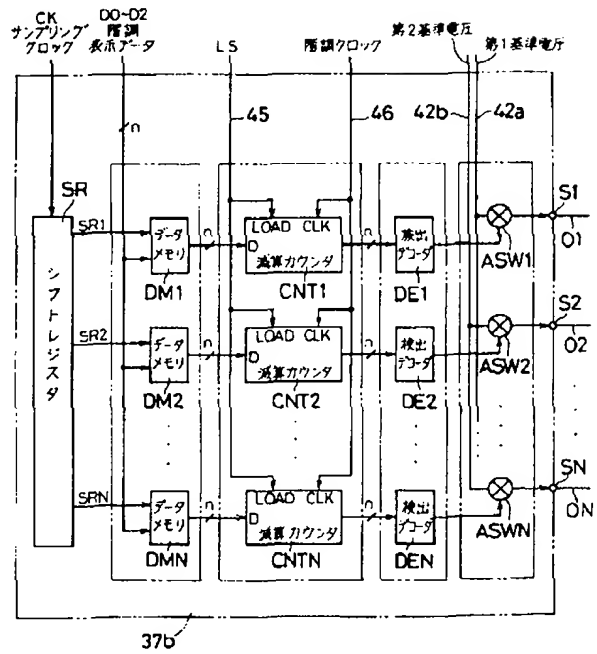 CK
サンプリング
クロック
D0~D2
階調
表示データ
LS
階調クロック
第2基準電圧
第1基準電圧
n
45
46
42b
42a
SR
シフトレジスタ
SR1
データ
メモリ
DM1
n
LOAD CLK
D
減算カウンタ
CNT1
n
検出
デコーダ
DE1
ASW1
S1
O1
SR2
データ
メモリ
DM2
n
LOAD CLK
D
減算カウンタ
CNT2
n
検出
デコーダ
DE2
ASW2
S2
O2
SRN
データ
メモリ
DMN
n
LOAD CLK
D
減算カウンタ
CNTN
n
検出
デコーダ
DEN
ASWN
SN
ON
37b